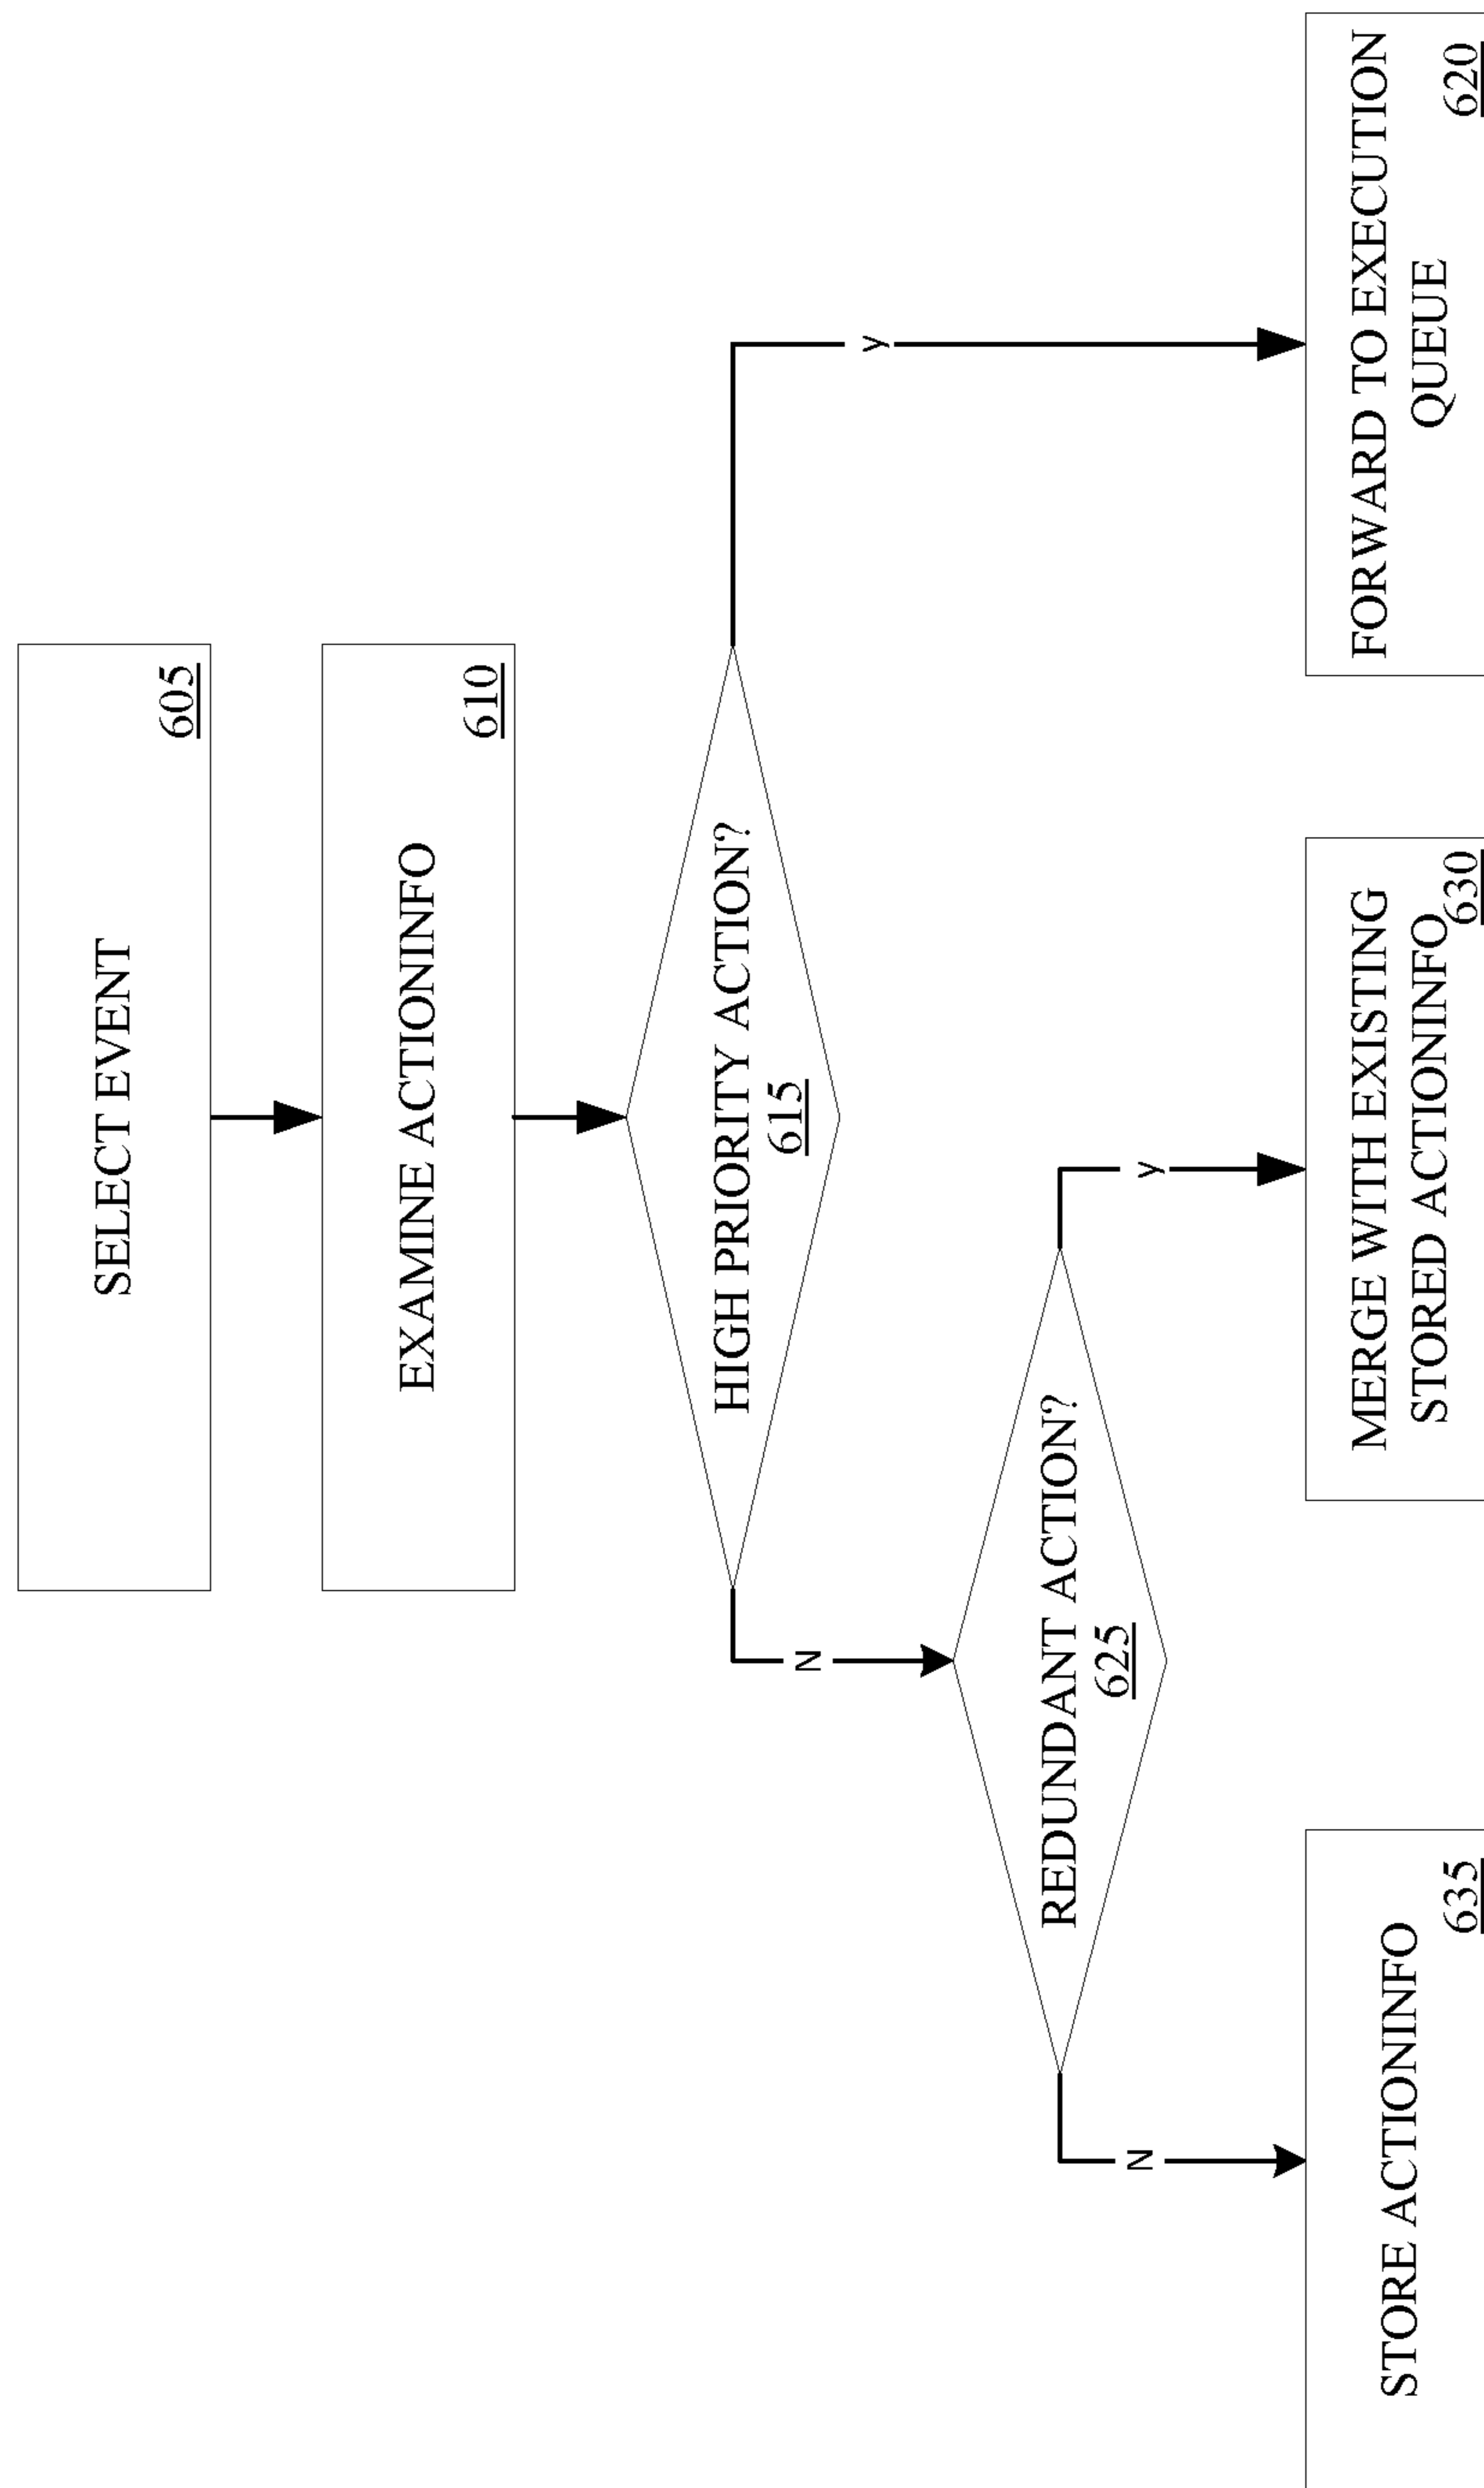 SELECT EVENT
605
EXAMINE ACTIONINFO
610
HIGH PRIORITY ACTION?
615
N
Y
REDUNDANT ACTION?
625
N
Y
STORE ACTIONINFO
635
MERGE WITH EXISTING
STORED ACTIONINFO
630
FORWARD TO EXECUTION
QUEUE
620